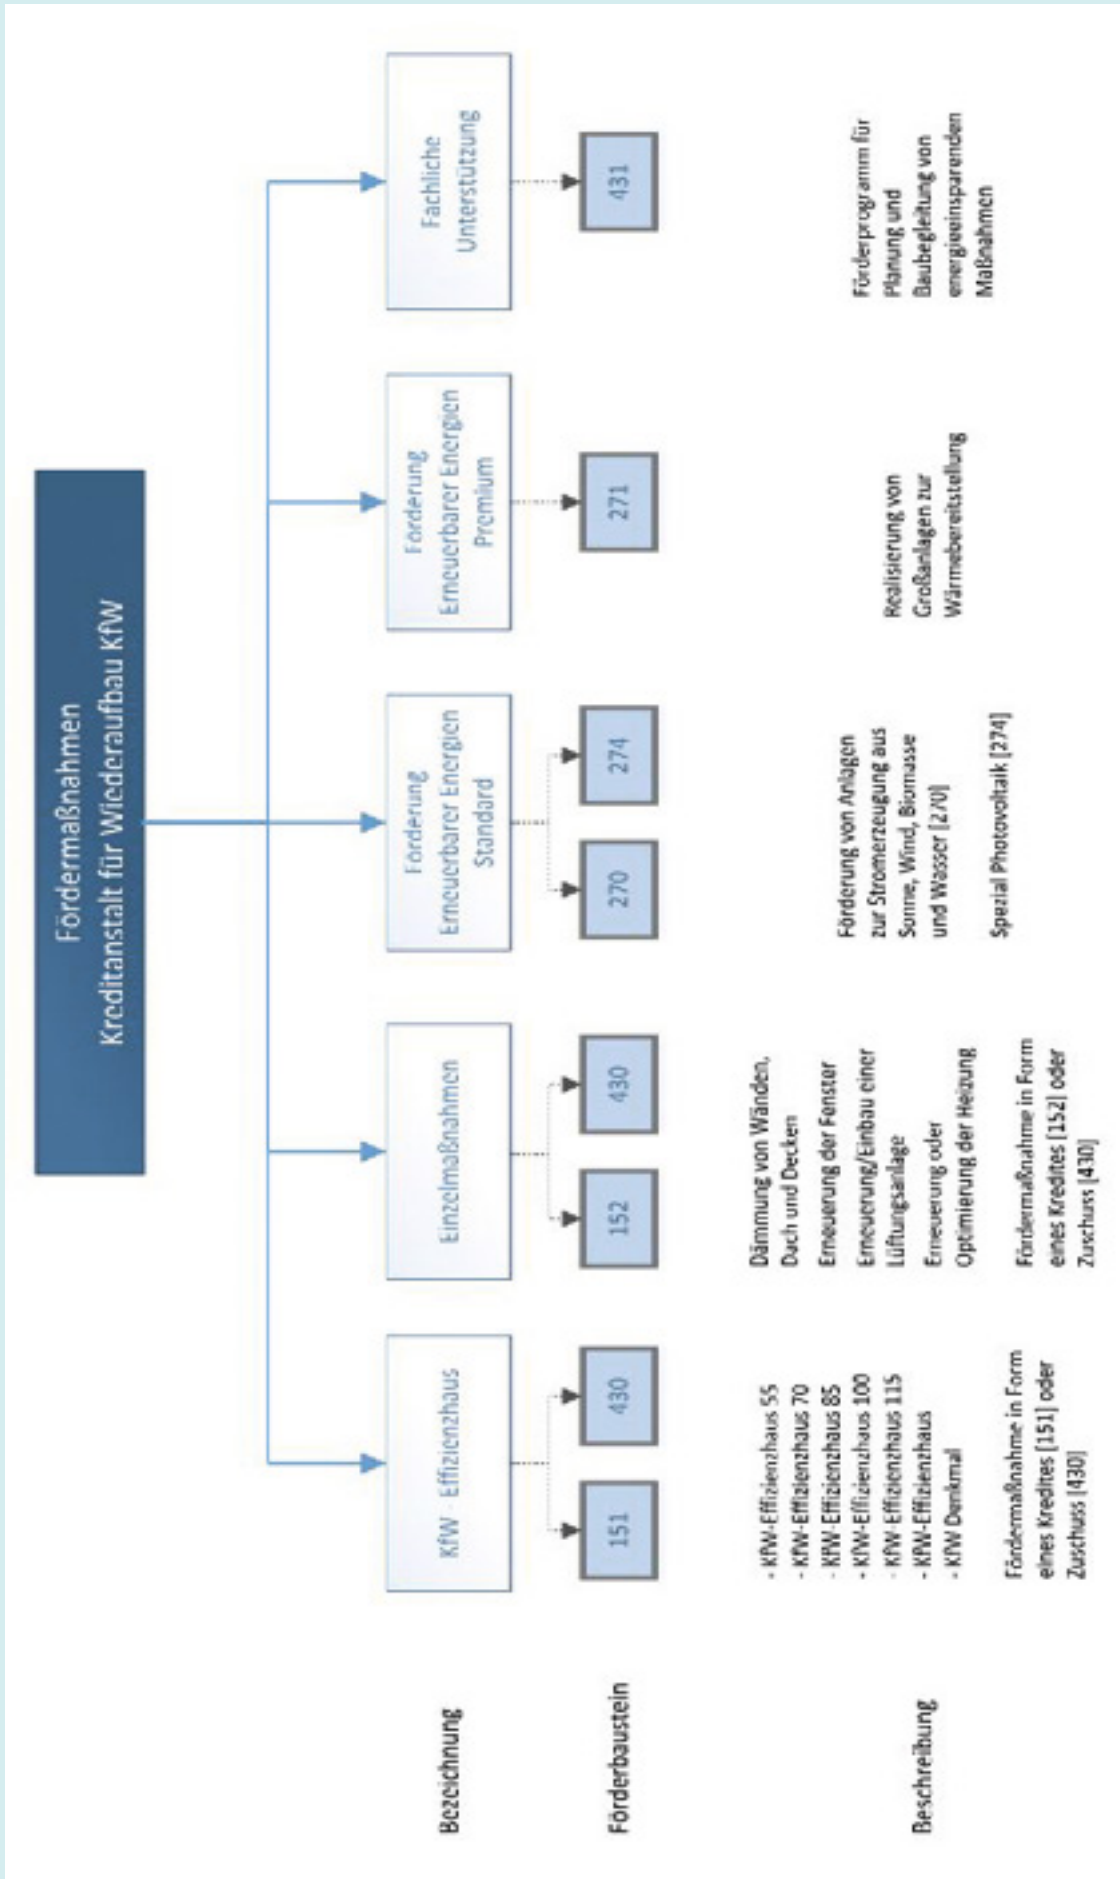 Fördermaßnahmen
Kreditanstalt für Wiederaufbau KfW
Bezeichnung
KfW - Effizienzhaus
Einzelmaßnahmen
Förderung
Erneuerbarer Energien
Standard
Förderung
Erneuerbarer Energien
Premium
Fachliche
Unterstützung
Förderbaustein
151
430
152
430
270
274
271
431
Beschreibung
- KfW-Effizienzhaus 55
- KfW-Effizienzhaus 70
- KfW-Effizienzhaus 85
- KfW-Effizienzhaus 100
- KfW-Effizienzhaus 115
- KfW-Effizienzhaus
- KfW Denkmal
Fördermaßnahme in Form
eines Kredites [151] oder
Zuschuss [430]
Dämmung von Wänden,
Dach und Decken
Erneuerung der Fenster
Erneuerung/Einbau einer
Lüftungsanlage
Erneuerung oder
Optimierung der Heizung
Fördermaßnahme in Form
eines Kredites [152] oder
Zuschuss [430]
Förderung von Anlagen
zur Stromerzeugung aus
Sonne, Wind, Biomasse
und Wasser [270]
Spezial Photovoltaik [274]
Realisierung von
Großanlagen zur
Wärmebereitstellung
Förderprogramm für
Planung und
Baubegleitung von
energieeinsparenden
Maßnahmen